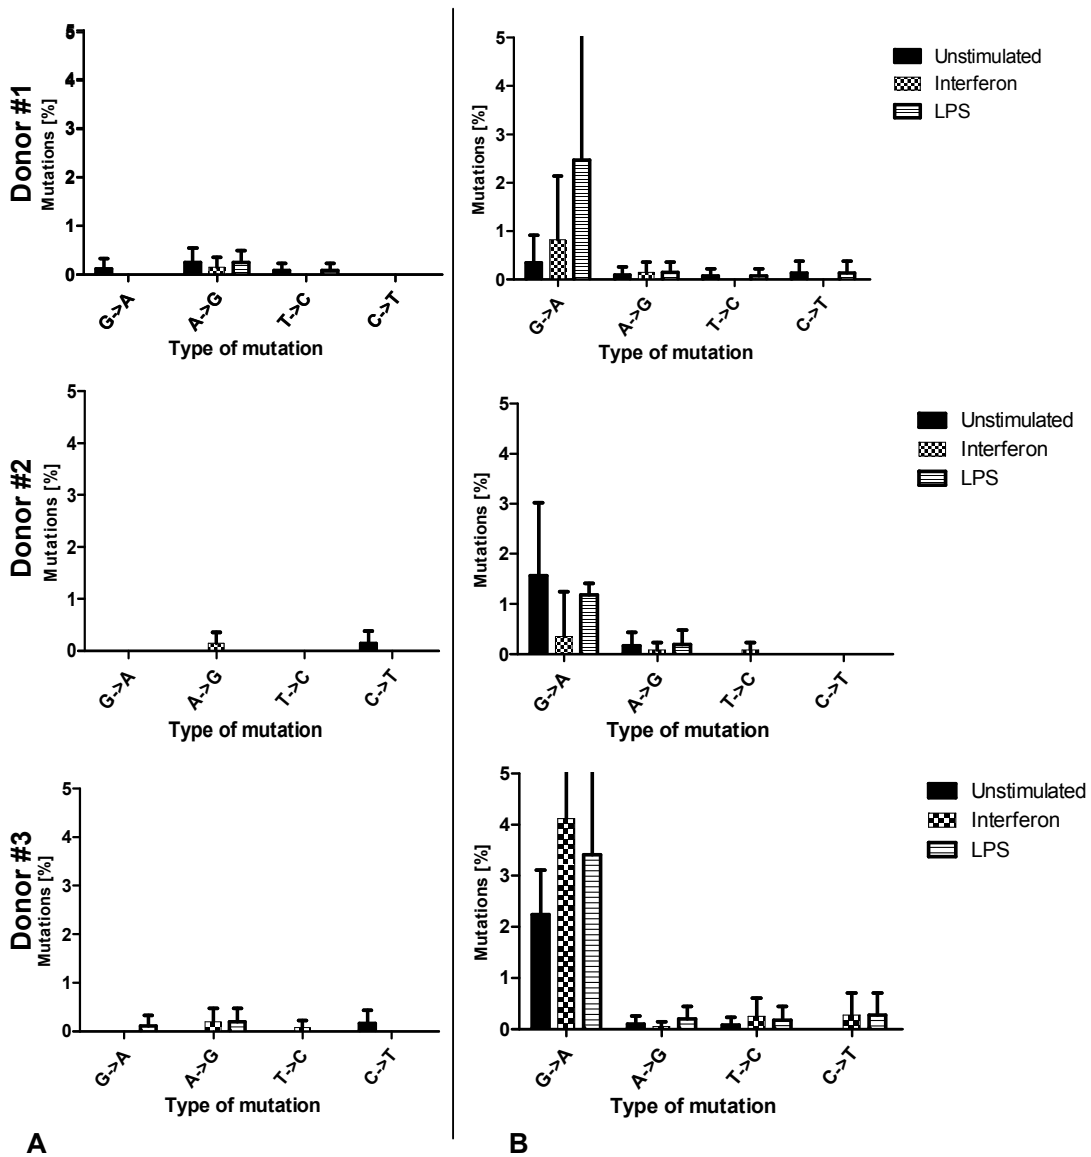 Donor #1
Mutations [%]
5
4
3
2
1
0
G->A
A->G
T->C
C->T
Type of mutation
Mutations [%]
5
4
3
2
1
0
G->A
A->G
T->C
C->T
Type of mutation
Unstimulated
Interferon
LPS
Donor #2
Mutations [%]
5
4
3
2
1
0
G->A
A->G
T->C
C->T
Type of mutation
Mutations [%]
5
4
3
2
1
0
G->A
A->G
T->C
C->T
Type of mutation
Unstimulated
Interferon
LPS
Donor #3
Mutations [%]
5
4
3
2
1
0
G->A
A->G
T->C
C->T
Type of mutation
Mutations [%]
5
4
3
2
1
0
G->A
A->G
T->C
C->T
Type of mutation
Unstimulated
Interferon
LPS
A
B